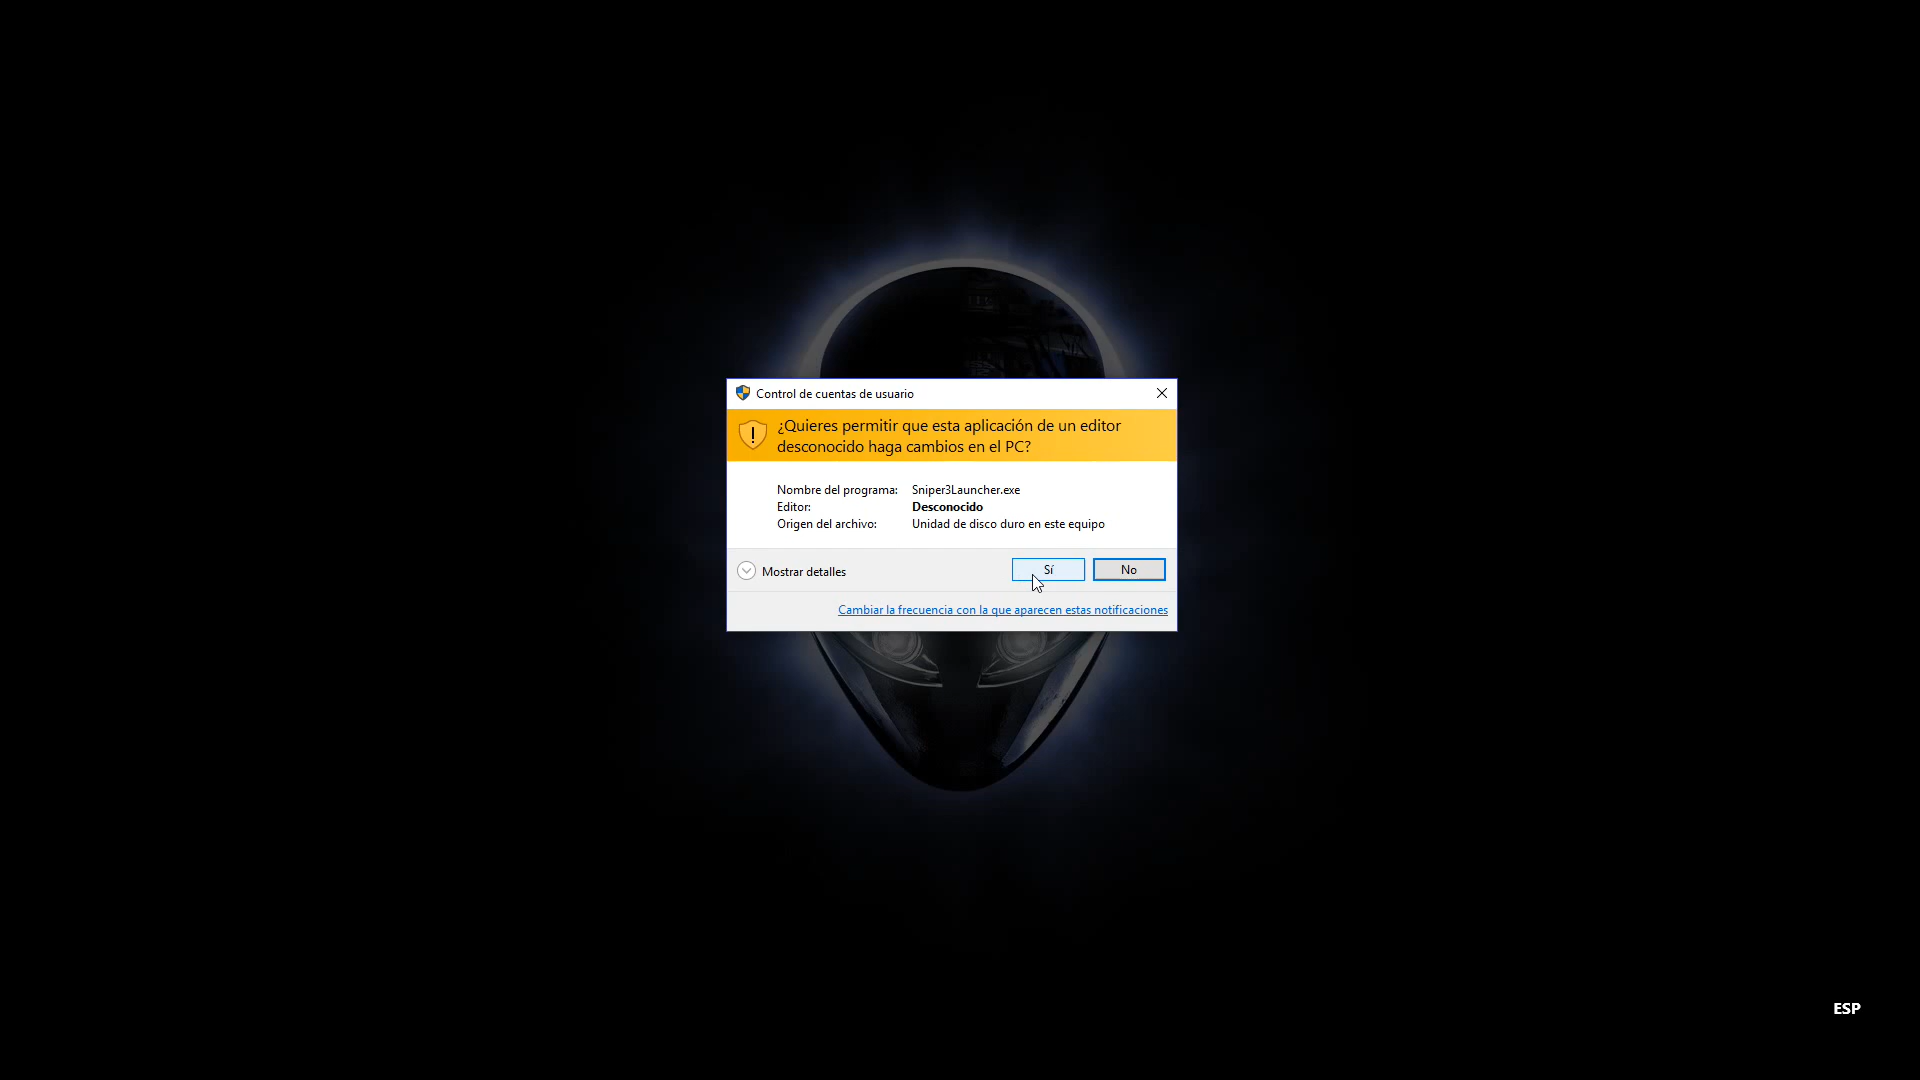 Control de cuentas de usuario
¿Quieres permitir que esta aplicación de un editor
desconocido haga cambios en el PC?
Nombre del programa: Sniper3Launcher.exe
Editor: Desconocido
Origen del archivo: Unidad de disco duro en este equipo
Mostrar detalles Sí No
Cambiar la frecuencia con la que aparecen estas notificaciones
ESP